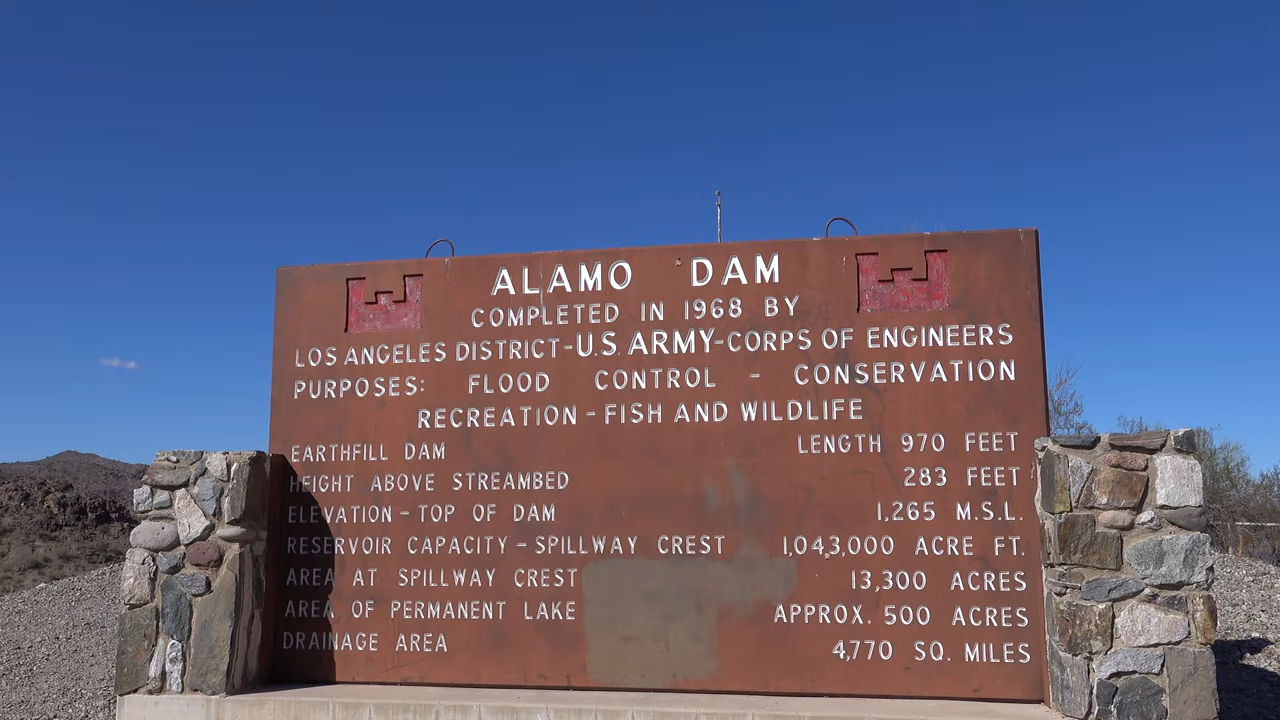 ALAMO DAM
COMPLETED IN 1968 BY
LOS ANGELES DISTRICT-U.S. ARMY-CORPS OF ENGINEERS
PURPOSES: FLOOD CONTROL - CONSERVATION
RECREATION - FISH AND WILDLIFE
EARTHFILL DAM LENGTH 970 FEET
HEIGHT ABOVE STREAMBED 283 FEET
ELEVATION - TOP OF DAM 1,265 M.S.L.
RESERVOIR CAPACITY - SPILLWAY CREST 1,043,000 ACRE FT.
AREA AT SPILLWAY CREST 13,300 ACRES
AREA OF PERMANENT LAKE APPROX. 500 ACRES
DRAINAGE AREA 4,770 SQ. MILES